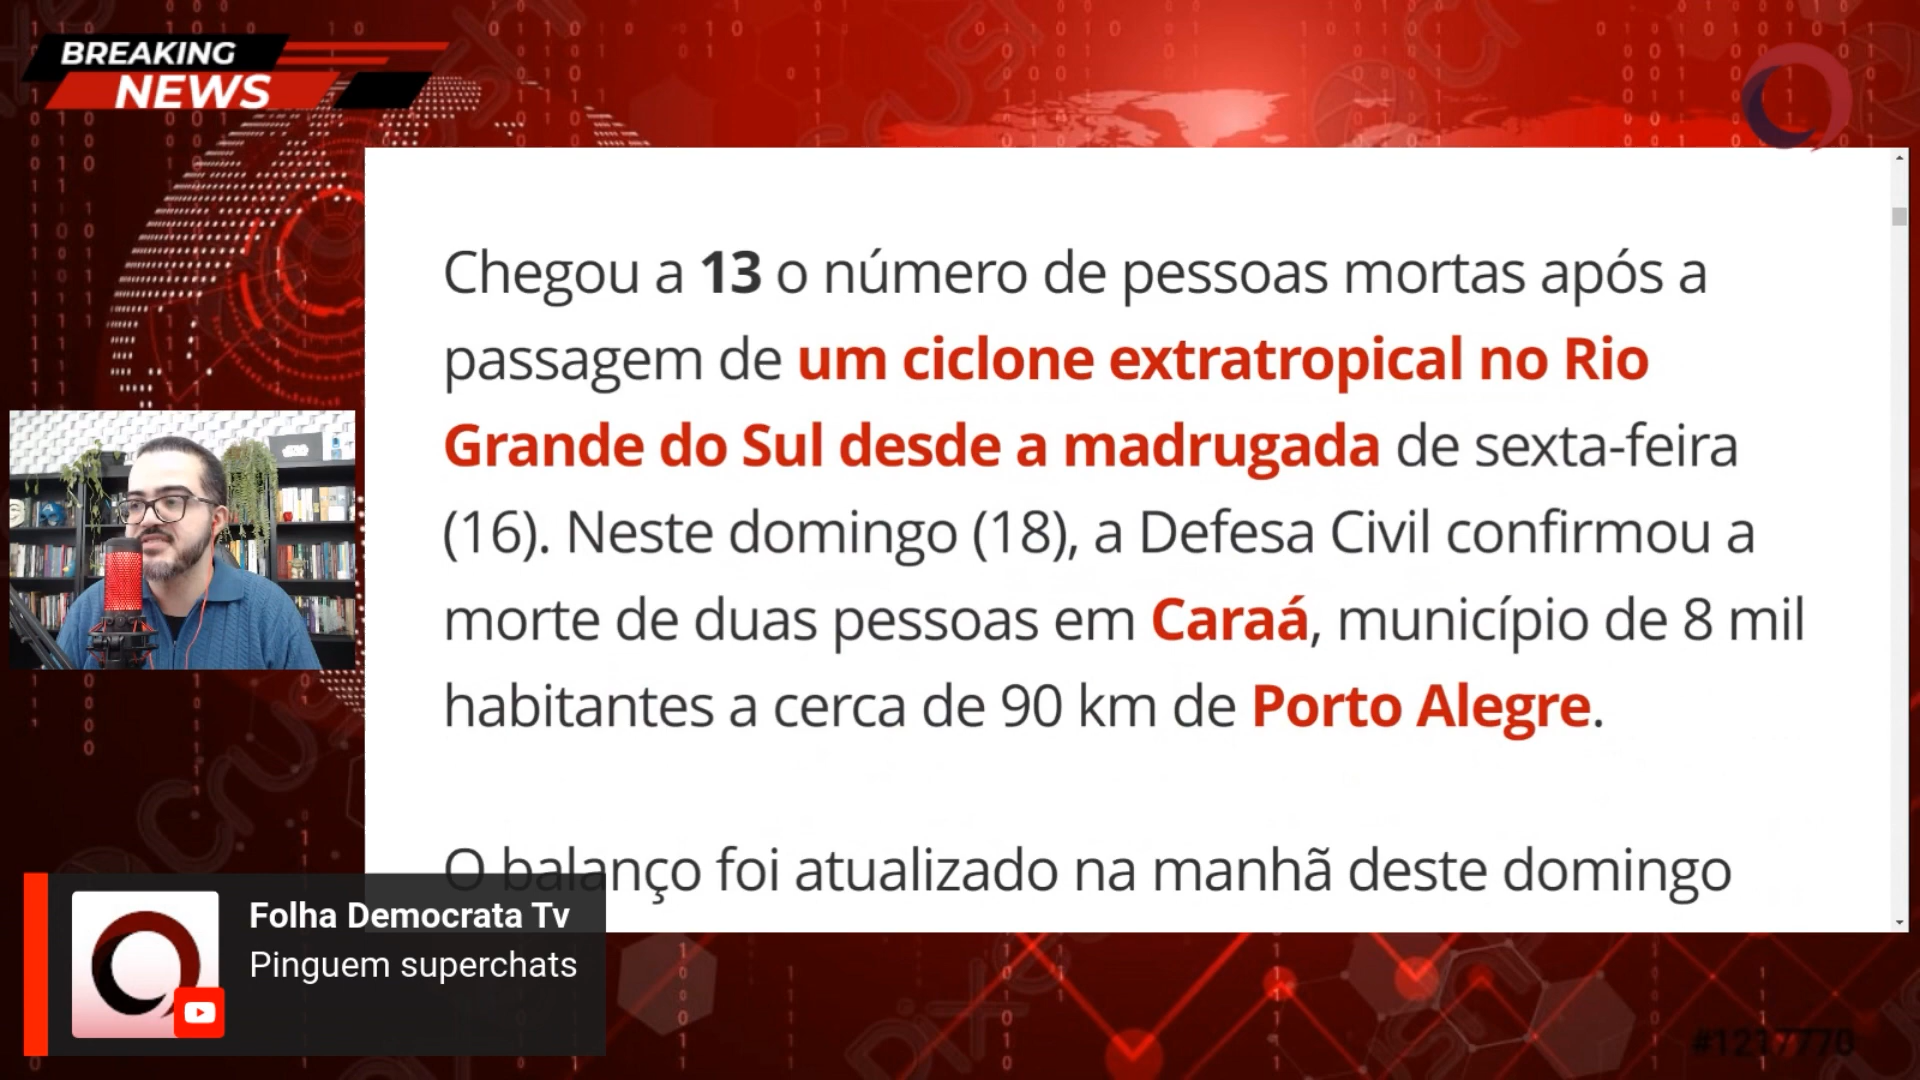 BREAKING
NEWS
Chegou a 13 o número de pessoas mortas após a
passagem de um ciclone extratropical no Rio
Grande do Sul desde a madrugada de sexta-feira
(16). Neste domingo (18), a Defesa Civil confirmou a
morte de duas pessoas em Caraá, município de 8 mil
habitantes a cerca de 90 km de Porto Alegre.
O balanço foi atualizado na manhã deste domingo
Folha Democrata Tv
Pinguem superchats
#1217770